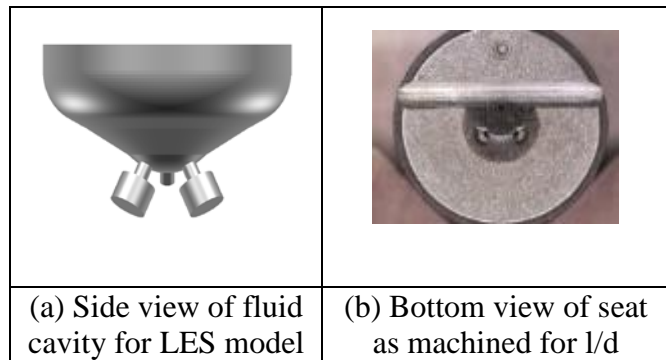 (a) Side view of fluid
cavity for LES model
(b) Bottom view of seat
as machined for l/d